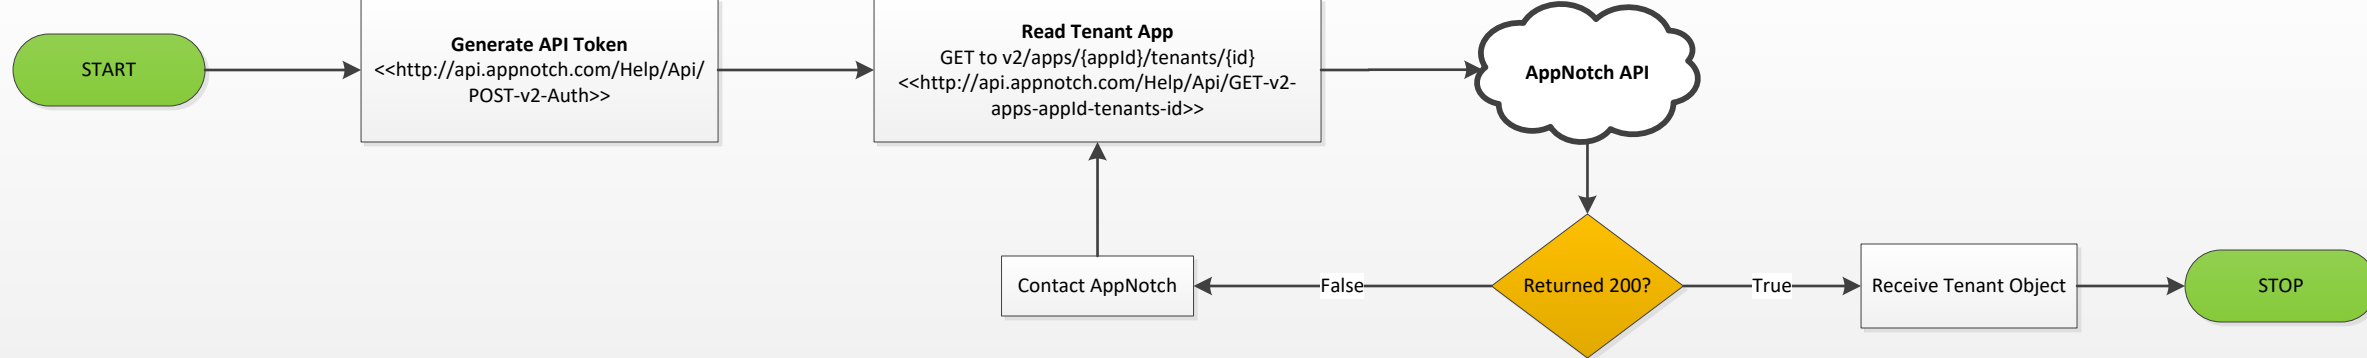 START
Generate API Token
<<http://api.appnotch.com/Help/Api/
POST-v2-Auth>>
Read Tenant App
GET to v2/apps/{appId}/tenants/{id}
<<http://api.appnotch.com/Help/Api/GET-v2-
apps-appId-tenants-id>>
AppNotch API
Contact AppNotch
False
Returned 200?
True
Receive Tenant Object
STOP